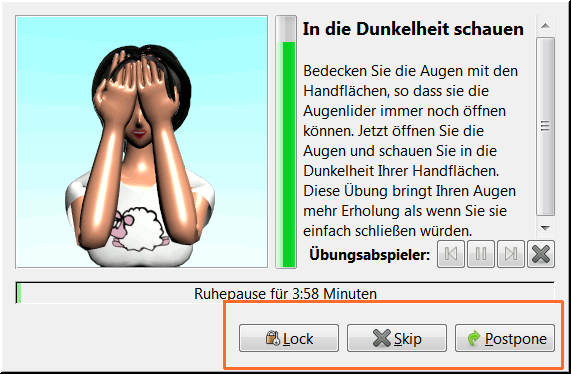 In die Dunkelheit schauen
Bedecken Sie die Augen mit den
Handflächen, so dass sie die
Augenlider immer noch öffnen
können. Jetzt öffnen Sie die
Augen und schauen Sie in die
Dunkelheit Ihrer Handflächen.
Diese Übung bringt Ihren Augen
mehr Erholung als wenn Sie sie
einfach schließen würden.
Übungsabspieler:
Ruhepause für 3:58 Minuten
Lock
Skip
Postpone